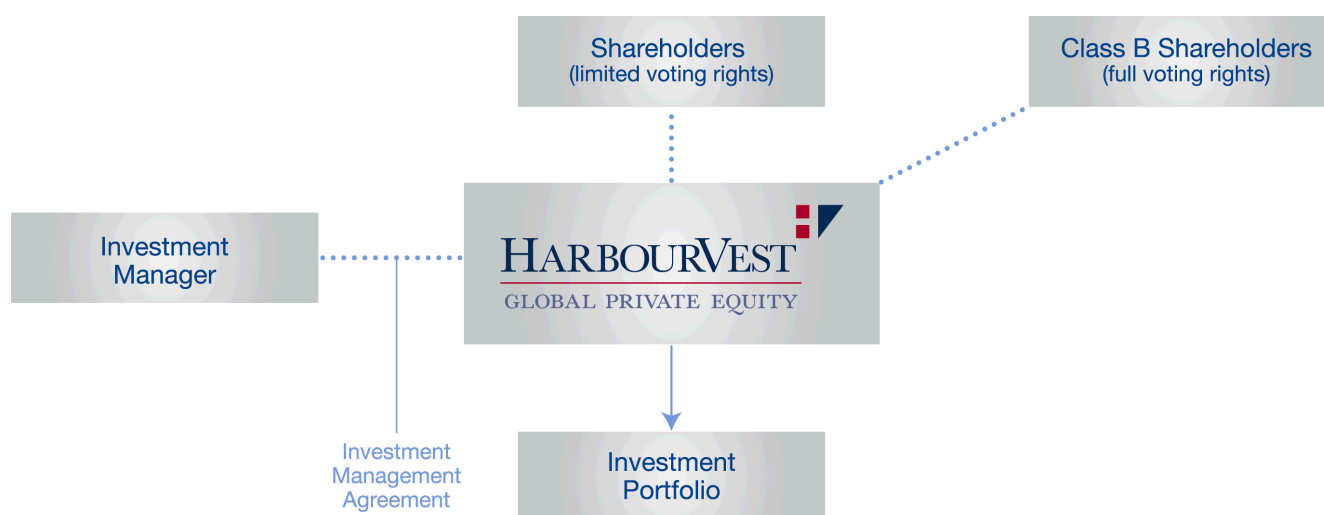 Shareholders
(limited voting rights)
Class B Shareholders
(full voting rights)
Investment
Manager
HARBOURVEST
GLOBAL PRIVATE EQUITY
Investment
Management
Agreement
Investment
Portfolio